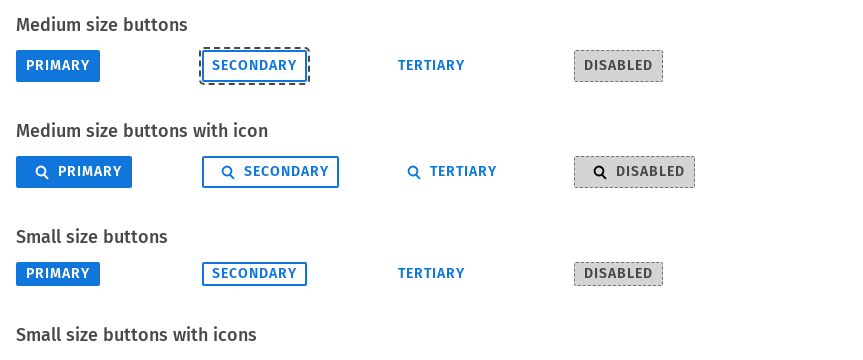 Medium size buttons
PRIMARY SECONDARY TERTIARY DISABLED
Medium size buttons with icon
PRIMARY SECONDARY TERTIARY DISABLED
Small size buttons
PRIMARY SECONDARY TERTIARY DISABLED
Small size buttons with icons